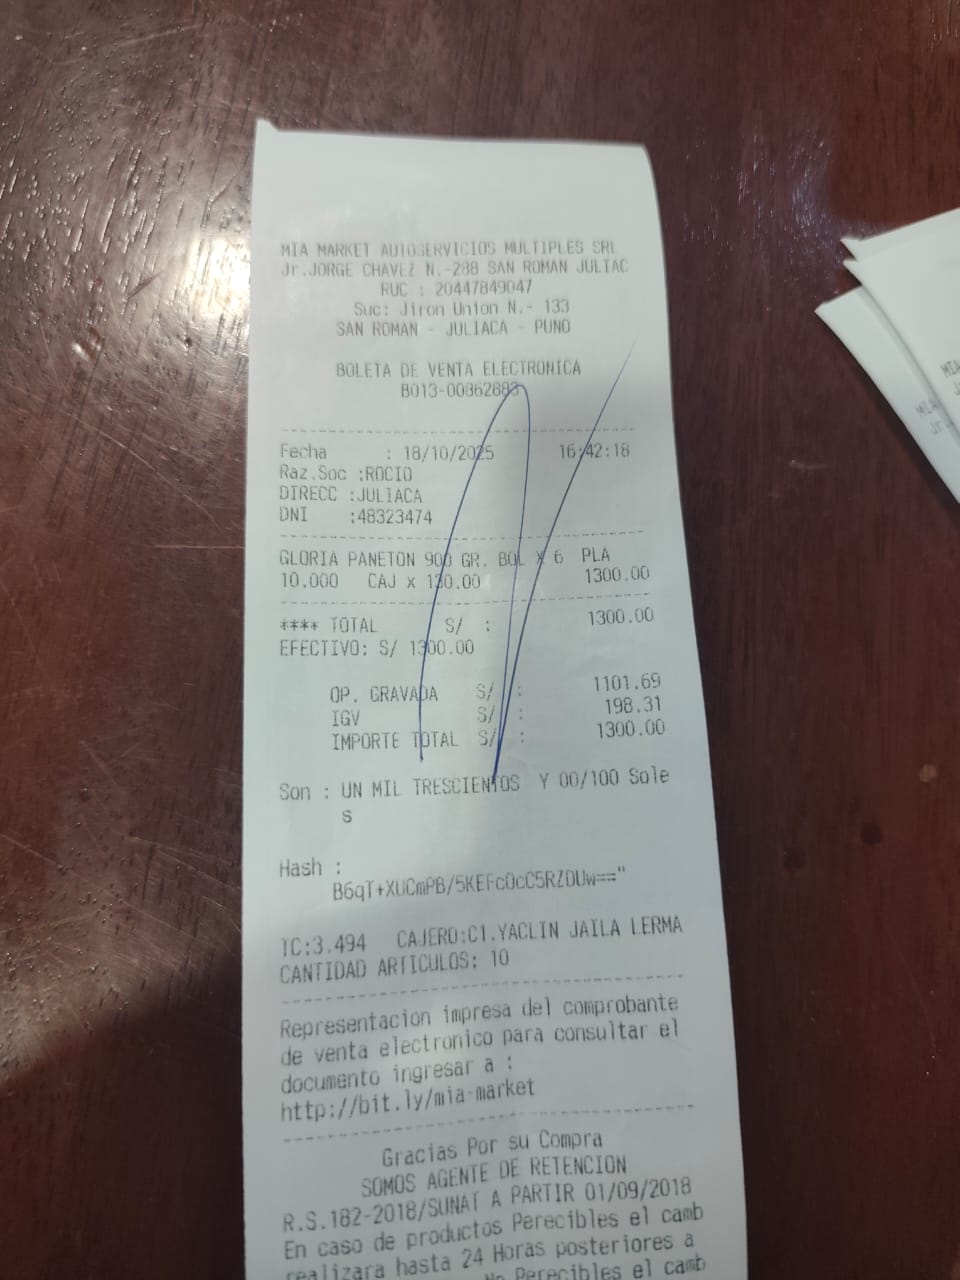 MIA MARKET AUTOSERVICIOS MULTIPLES SRL
Jr.JORGE CHAVEZ N.-288 SAN ROMAN JULIAC
RUC : 20447849047
Suc: Jiron Union N.- 133
SAN ROMAN - JULIACA - PUNO
BOLETA DE VENTA ELECTRONICA
B013-00862883
Fecha : 18/10/2025 16:42:18
Raz.Soc :ROCIO
DIRECC :JULIACA
DNI :48323474
GLORIA PANETON 900 GR. BOL X 6 PLA
10.000 CAJ x 130.00 1300.00
**** TOTAL S/ : 1300.00
EFECTIVO: S/ 1300.00
OP. GRAVADA S/ : 1101.69
IGV S/ : 198.31
IMPORTE TOTAL S/ : 1300.00
Son : UN MIL TRESCIENTOS Y 00/100 Sole
s
Hash :
B6qT+XUCmPB/5KEFcOcC5RZDUw=="
TC:3.494 CAJERO:C1.YACLIN JAILA LERMA
CANTIDAD ARTICULOS: 10
Representacion impresa del comprobante
de venta electronico para consultar el
documento ingresar a :
http://bit.ly/mia-market
Gracias Por su Compra
SOMOS AGENTE DE RETENCION
R.S.182-2018/SUNAT A PARTIR 01/09/2018
En caso de productos Perecibles el camb
realizara hasta 24 Horas posteriores a
No Perecibles el camb